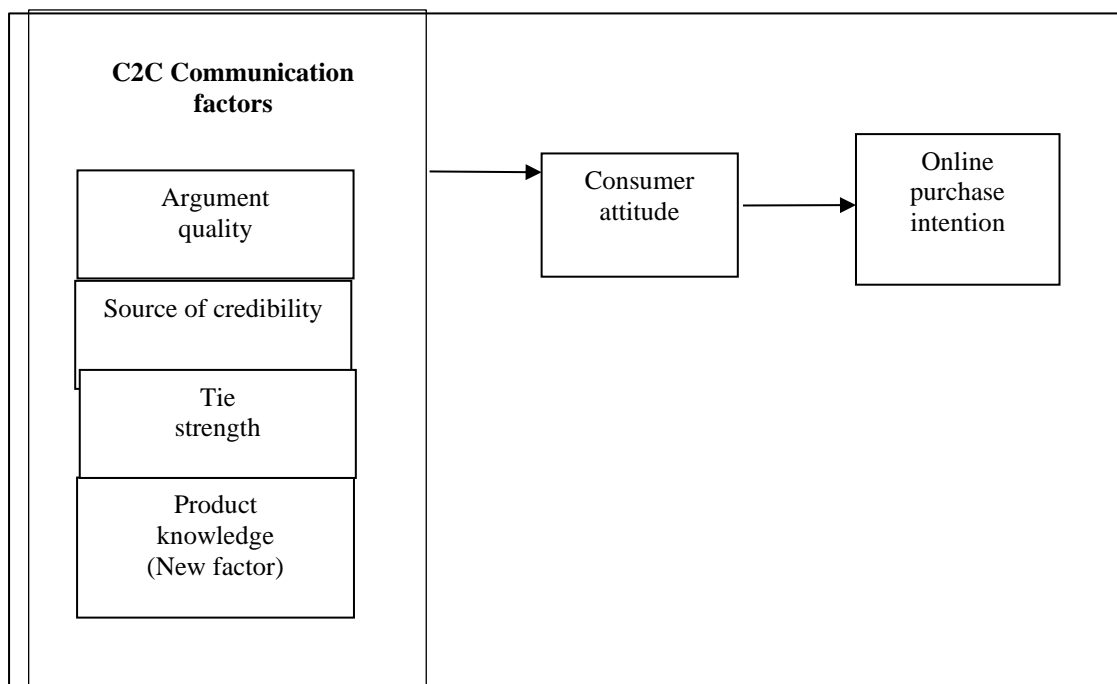 C2C Communication
factors
Argument
quality
Source of credibility
Tie
strength
Product
knowledge
(New factor)
Consumer
attitude
Online
purchase
intention